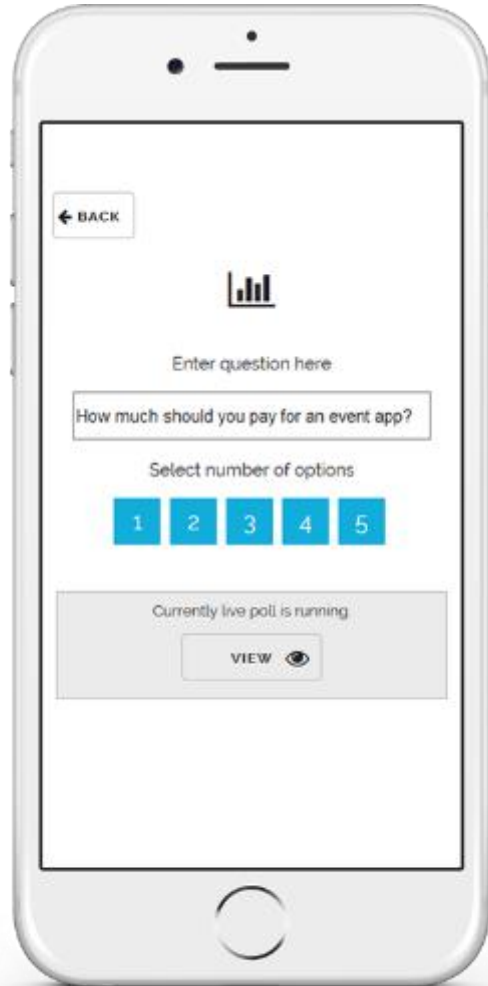 BACK
Enter question here
How much should you pay for an event app?
Select number of options
1 2 3 4 5
Currently live poll is running
VIEW